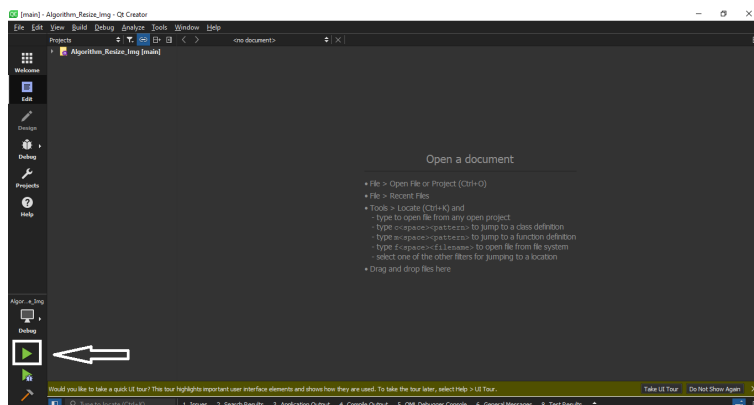 [main] - Algorithm_Resize_Img - Qt Creator
File Edit View Build Debug Analyze Tools Window Help
Projects
<no document>
Algorithm_Resize_Img [main]
Welcome
Edit
Design
Debug
Projects
Help
Open a document
• File > Open File or Project (Ctrl+O)
• File > Recent Files
• Tools > Locate (Ctrl+K) and
- type to open file from any open project
- type c<space><pattern> to jump to a class definition
- type m<space><pattern> to jump to a function definition
- type f<space><filename> to open file from file system
- select one of the other filters for jumping to a location
• Drag and drop files here
Algor...e_Img
Debug
Would you like to take a quick UI tour? This tour highlights important user interface elements and shows how they are used. To take the tour later, select Help > UI Tour.
Take UI Tour
Do Not Show Again
Type to locate (Ctrl+K)
1 Issues 2 Search Results 3 Application Output 4 Compile Output 5 QML Debugger Console 6 General Messages 8 Test Results